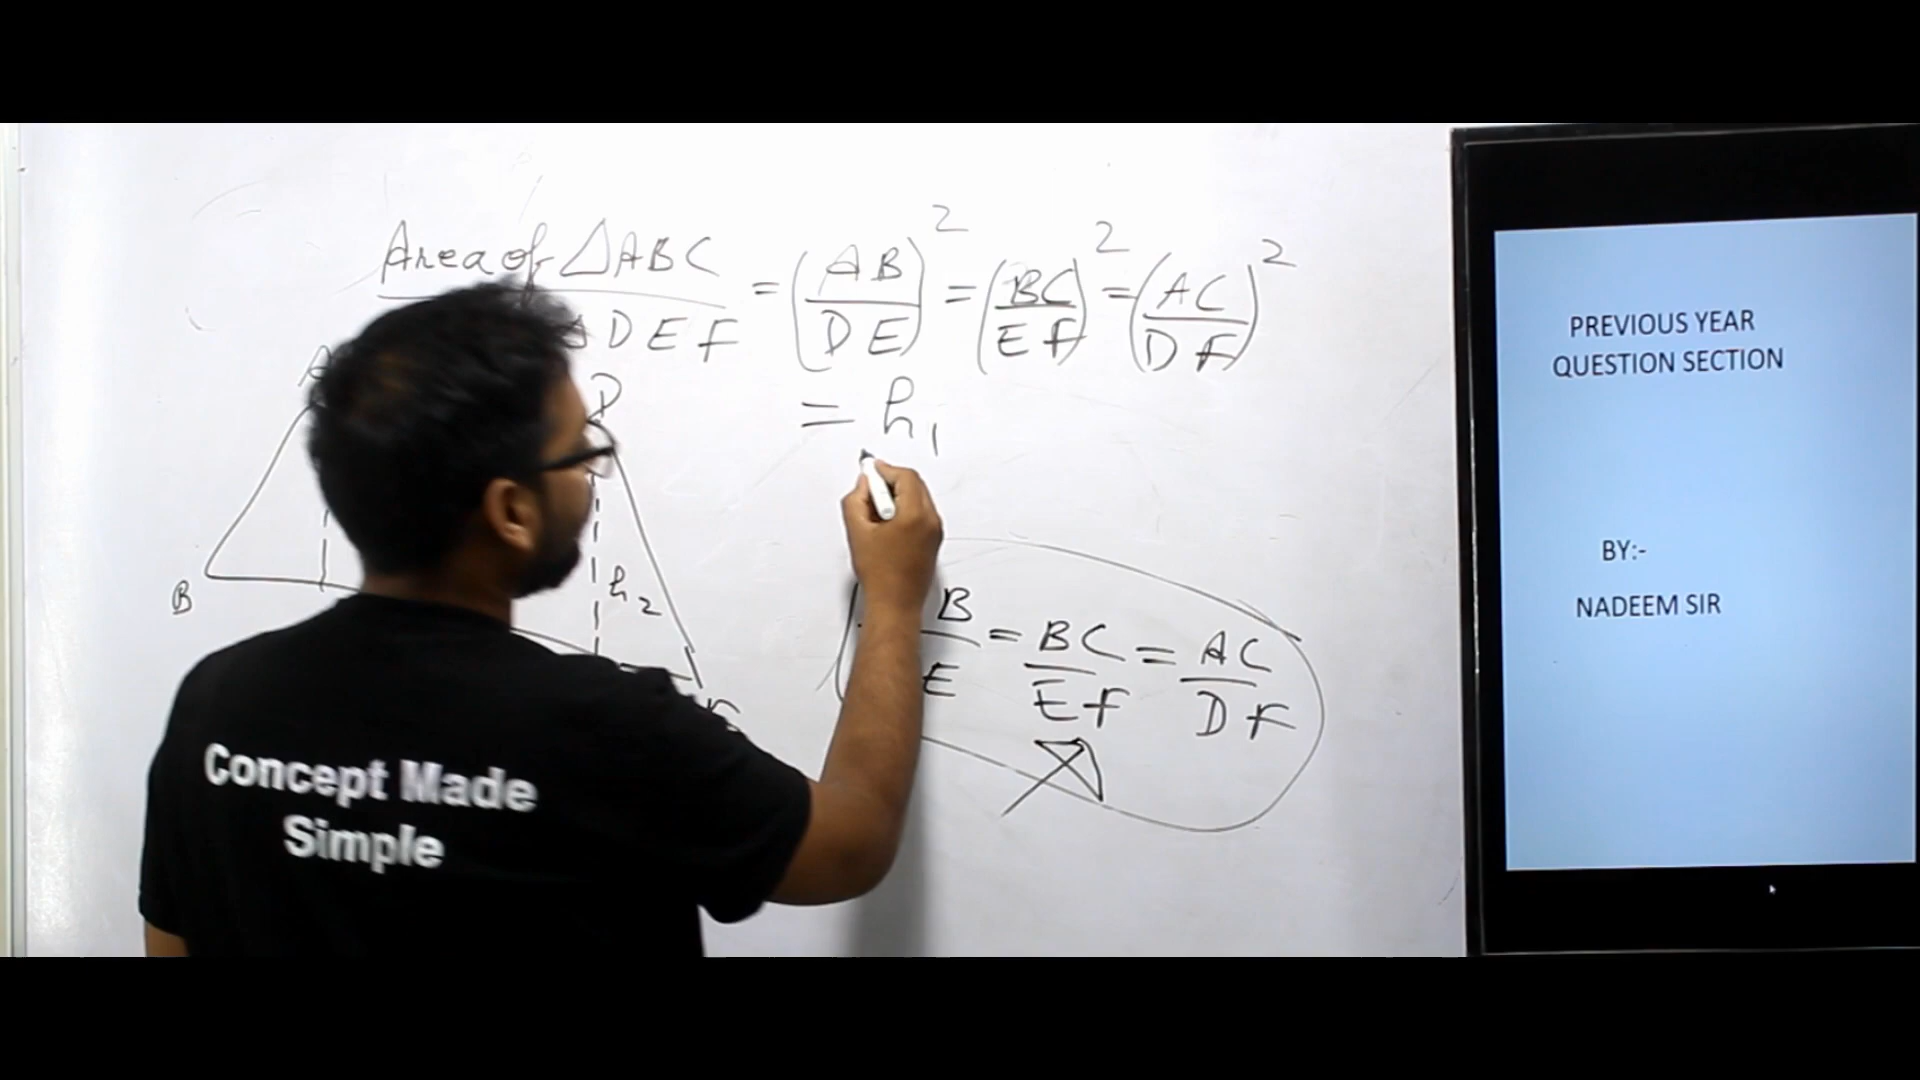 Area of △ABC = (AB)² = (BC)² = (AC)²
△DEF (DE) (EF) (DF)
A
D
= h₁
B
h₂
B = BC = AC
E EF DF
Concept Made
Simple
PREVIOUS YEAR
QUESTION SECTION
BY:-
NADEEM SIR